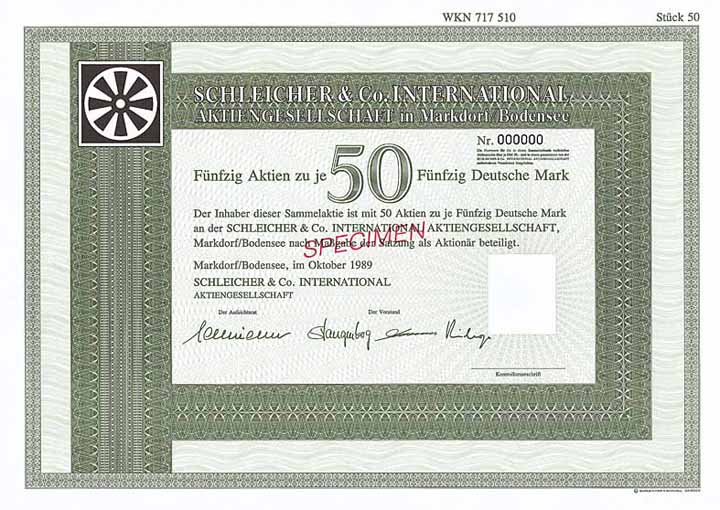 WKN 717 510 Stück 50
SCHLEICHER & Co. INTERNATIONAL
AKTIENGESELLSCHAFT in Markdorf/Bodensee
Nr. 000000
Fünfzig Aktien zu je 50 Fünfzig Deutsche Mark
Der Inhaber dieser Sammelaktie ist mit 50 Aktien zu je Fünfzig Deutsche Mark
an der SCHLEICHER & Co. INTERNATIONAL AKTIENGESELLSCHAFT,
Markdorf/Bodensee nach Maßgabe der Satzung als Aktionär beteiligt.
SPECIMEN
Markdorf/Bodensee, im Oktober 1989
SCHLEICHER & Co. INTERNATIONAL
AKTIENGESELLSCHAFT
Der Aufsichtsrat Der Vorstand
Kontrollunterschrift